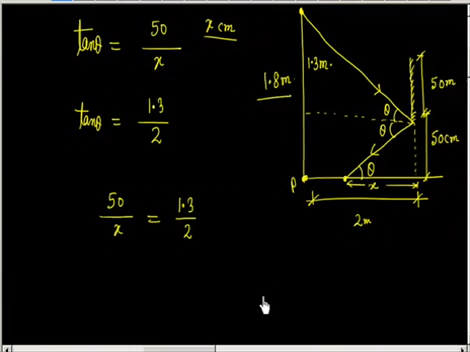 tanθ = 50/x
x cm
tanθ = 1.3/2
50/x = 1.3/2
1.8m
1.3m.
θ
θ
θ
50m
50cm
P
x
2m